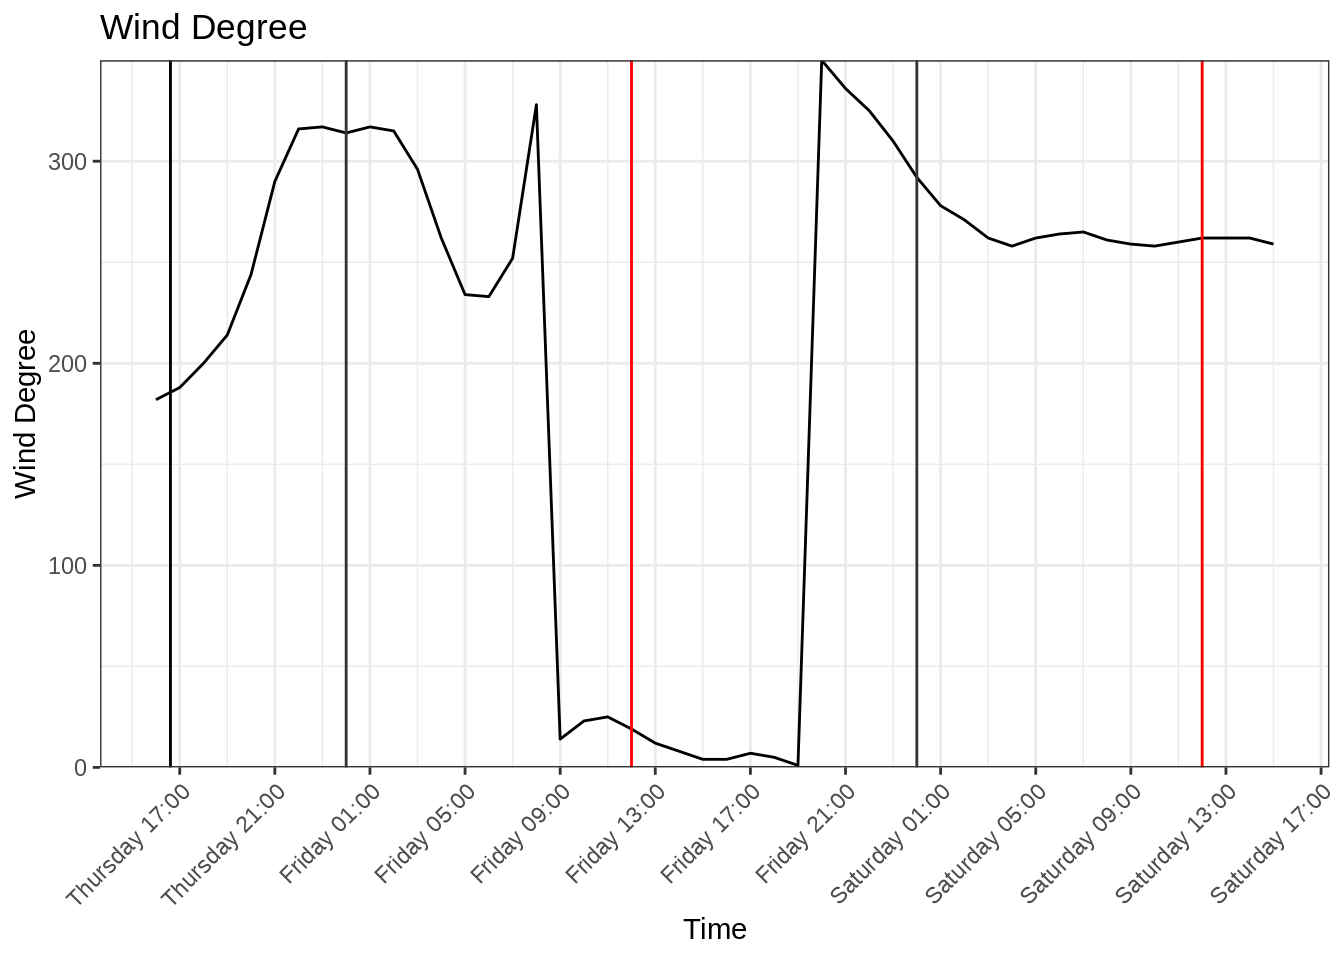 Wind Degree
Wind Degree
300
200
100
0
Thursday 17:00
Thursday 21:00
Friday 01:00
Friday 05:00
Friday 09:00
Friday 13:00
Friday 17:00
Friday 21:00
Saturday 01:00
Saturday 05:00
Saturday 09:00
Saturday 13:00
Saturday 17:00
Time